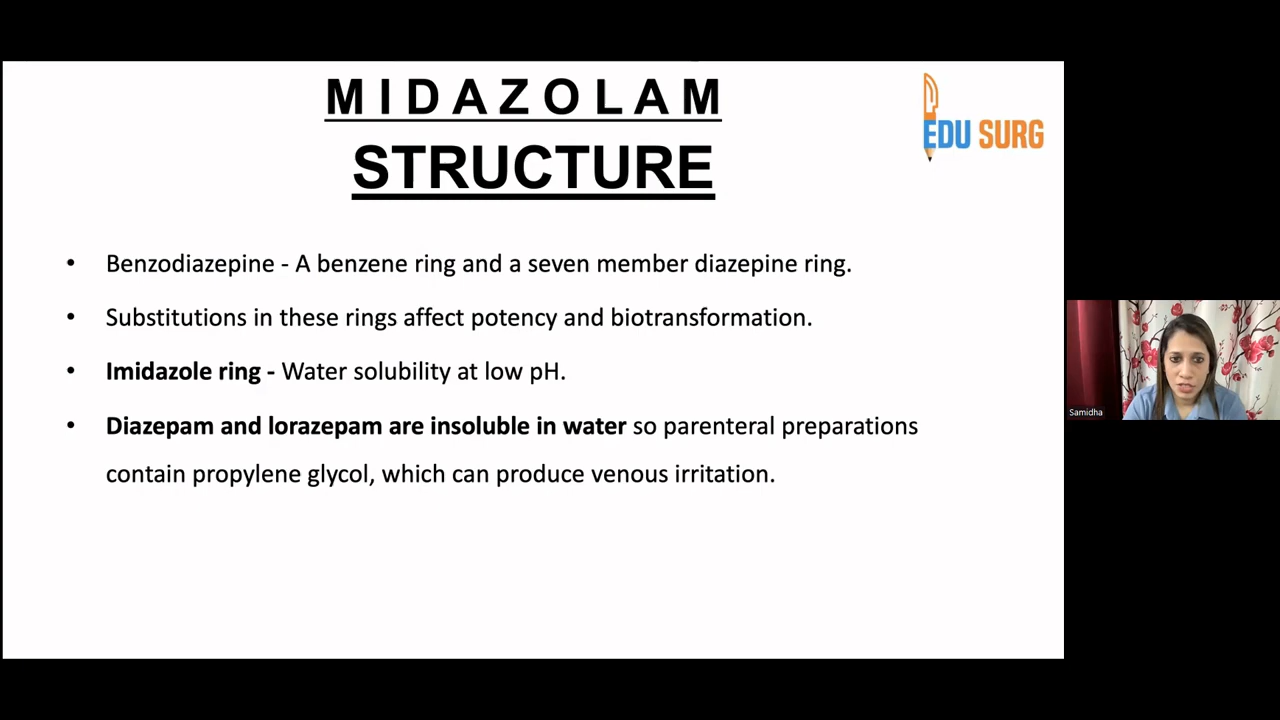 MIDAZOLAM
STRUCTURE
EDU SURG
• Benzodiazepine - A benzene ring and a seven member diazepine ring.
• Substitutions in these rings affect potency and biotransformation.
• Imidazole ring - Water solubility at low pH.
• Diazepam and lorazepam are insoluble in water so parenteral preparations
contain propylene glycol, which can produce venous irritation.
Samidha